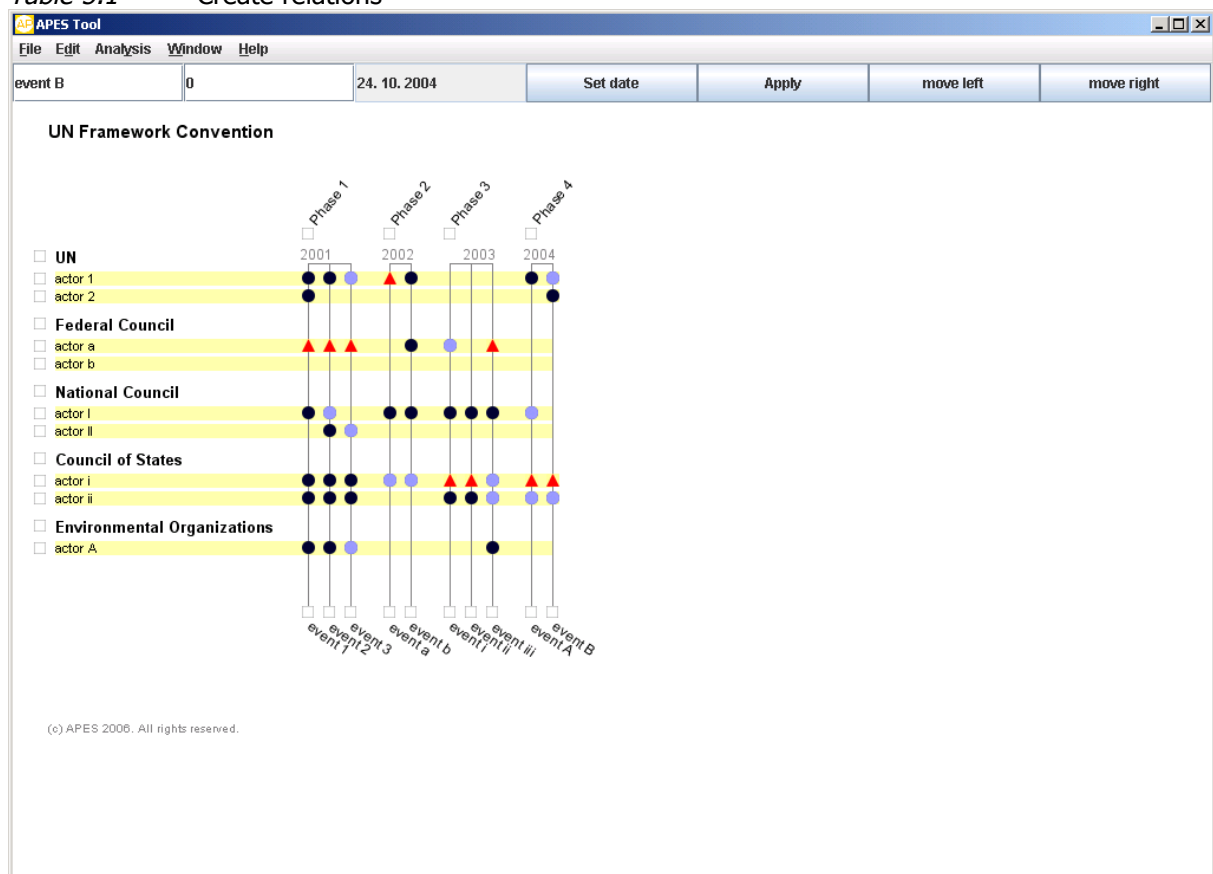 Table 5.1 Create relations
AP APES Tool
File Edit Analysis Window Help
event B 0 24. 10. 2004 Set date Apply move left move right
UN Framework Convention
Phase 1 Phase 2 Phase 3 Phase 4
UN 2001 2002 2003 2004
actor 1
actor 2
Federal Council
actor a
actor b
National Council
actor I
actor II
Council of States
actor i
actor ii
Environmental Organizations
actor A
event 1 event 2 event 3 event a event b event i event ii event iii event A event B
(c) APES 2006. All rights reserved.